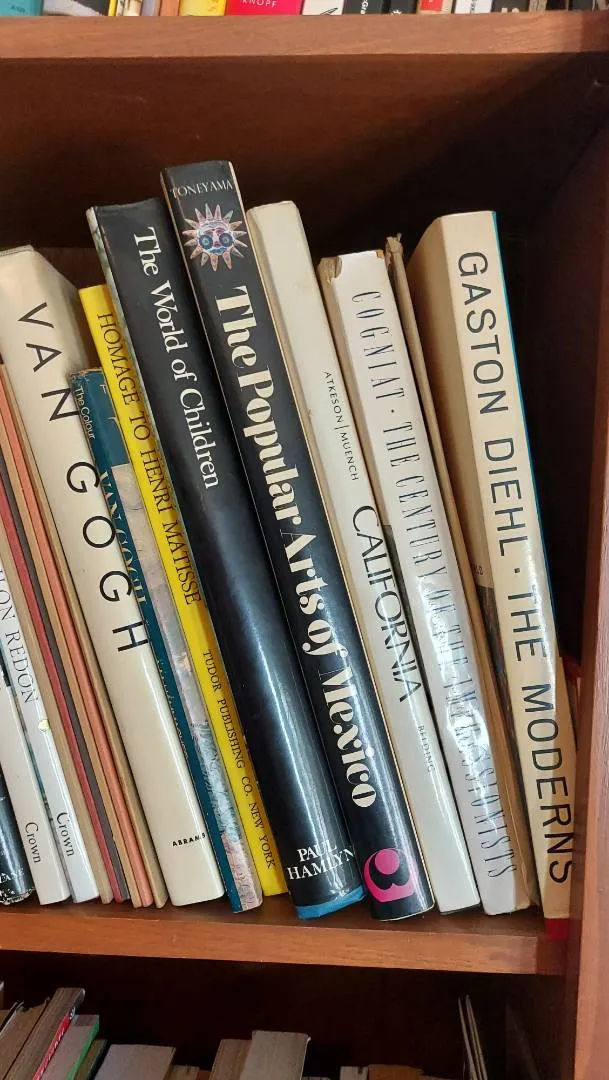 KNOPF
ON REDON
Crown
Crown
VAN GOGH
ABRAMS
The Colour
VAN GOGH
HOMAGE TO HENRI MATISSE
TUDOR PUBLISHING CO. NEW YORK
The World of Children
PAUL
HAMLYN
TONEYAMA
The Popular Arts of Mexico
ATKESON|MUENCH
CALIFORNIA
BELDING
COGNIAT · THE CENTURY OF THE IMPRESSIONISTS
GASTON DIEHL · THE MODERNS